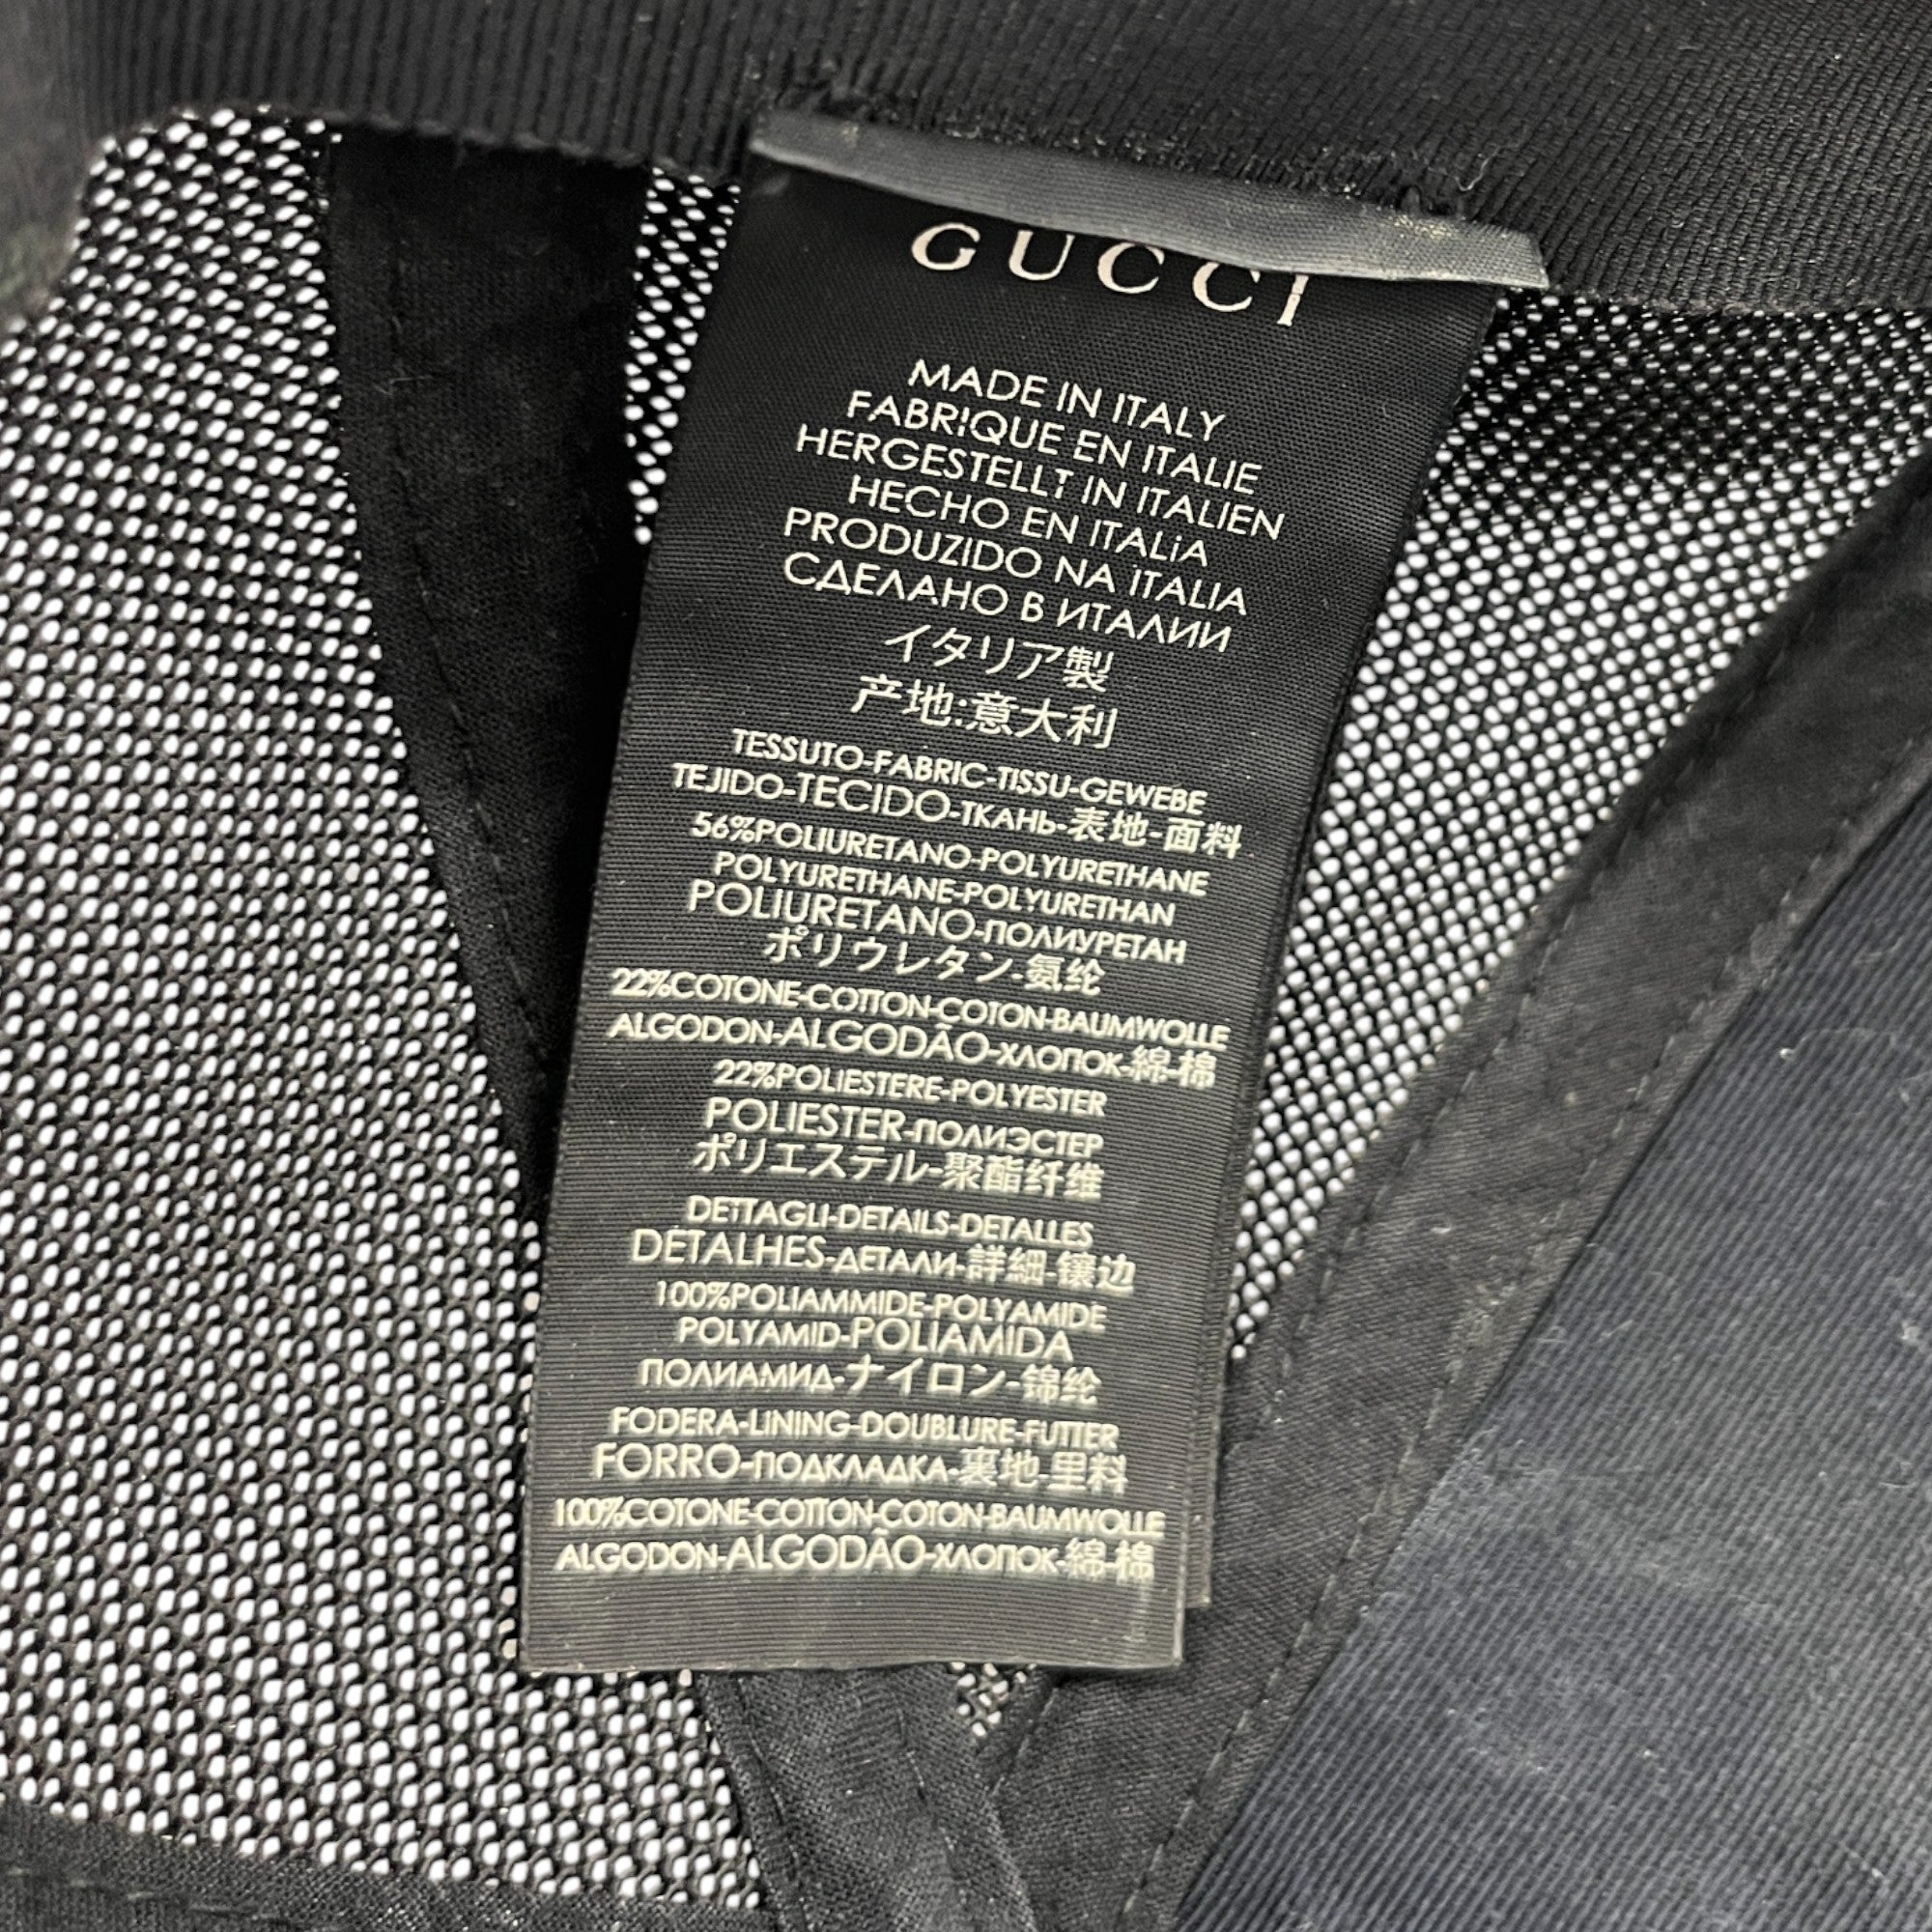 GUCCI
MADE IN ITALY
FABRIQUE EN ITALIE
HERGESTELLT IN ITALIEN
HECHO EN ITALIA
PRODUZIDO NA ITALIA
СДЕЛАНО В ИТАЛИИ
イタリア製
产地:意大利
TESSUTO-FABRIC-TISSU-GEWEBE
TEJIDO-TECIDO-ТКАНЬ-表地-面料
56%POLIURETANO-POLYURETHANE
POLYURETHANE-POLYURETHAN
POLIURETANO-ПОЛИУРЕТАН
ポリウレタン-氨纶
22%COTONE-COTTON-COTON-BAUMWOLLE
ALGODON-ALGODÃO-ХЛОПОК-綿-棉
22%POLIESTERE-POLYESTER
POLIESTER-ПОЛИЭСТЕР
ポリエステル-聚酯纤维
DETTAGLI-DETAILS-DETALLES
DETALHES-ДЕТАЛИ-詳細-镶边
100%POLIAMMIDE-POLYAMIDE
POLYAMID-POLIAMIDA
ПОЛИАМИД-ナイロン-锦纶
FODERA-LINING-DOUBLURE-FUTTER
FORRO-ПОДКЛАДКА-裏地-里料
100%COTONE-COTTON-COTON-BAUMWOLLE
ALGODON-ALGODÃO-ХЛОПОК-綿-棉